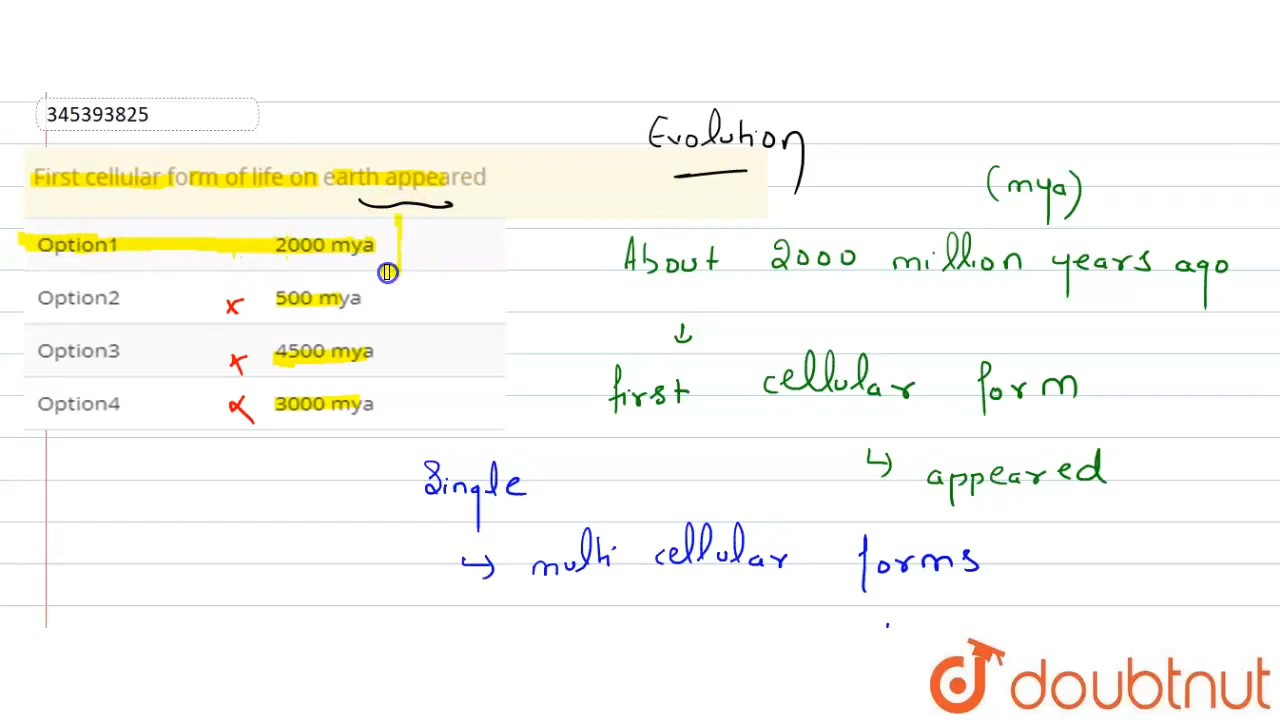 345393825
Evolution
First cellular form of life on earth appeared
(mya)
Option1 2000 mya
About 2000 million years ago
Option2 x 500 mya
Option3 x 4500 mya
first cellular form
Option4 x 3000 mya
↳ appeared
Single
↳ multi cellular forms
doubtnut